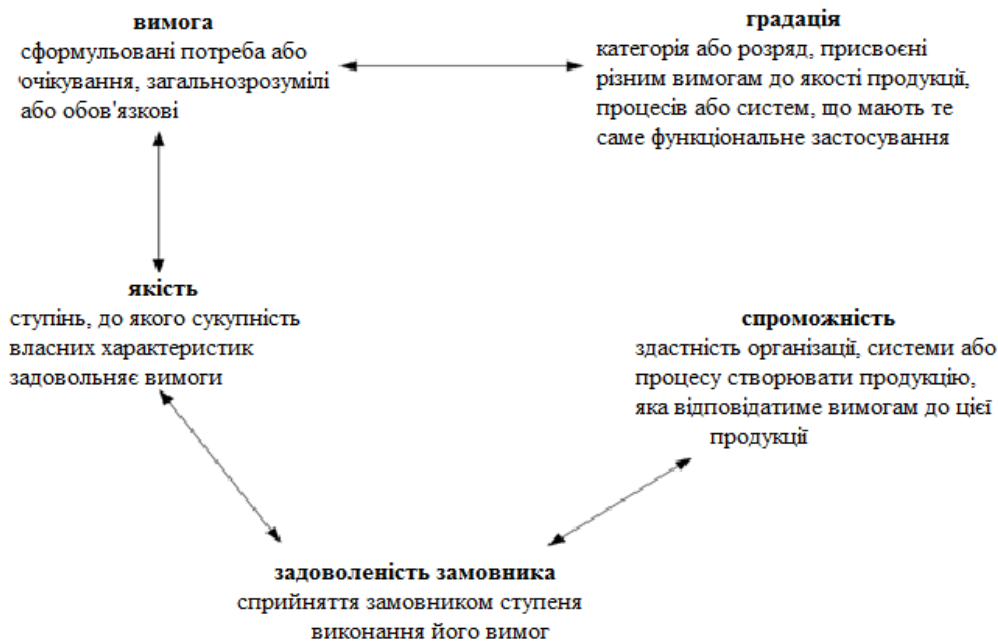 вимога
сформульовані потреба або
очікування, загальнозрозумілі
або обов'язкові
градація
категорія або розряд, присвоєні
різним вимогам до якості продукції,
процесів або систем, що мають те
саме функціональне застосування
якість
ступінь, до якого сукупність
власних характеристик
задовольняє вимоги
спроможність
здастність організації, системи або
процесу створювати продукцію,
яка відповідатиме вимогам до цієї
продукції
задоволеність замовника
сприйняття замовником ступеня
виконання його вимог